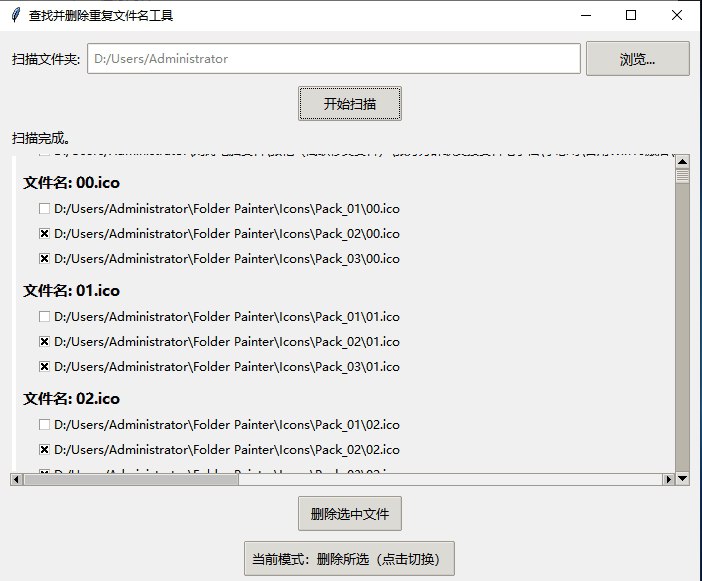 查找并删除重复文件名工具
扫描文件夹: D:/Users/Administrator 浏览...
开始扫描
扫描完成。
文件名: 00.ico
D:/Users/Administrator\Folder Painter\Icons\Pack_01\00.ico
D:/Users/Administrator\Folder Painter\Icons\Pack_02\00.ico
D:/Users/Administrator\Folder Painter\Icons\Pack_03\00.ico
文件名: 01.ico
D:/Users/Administrator\Folder Painter\Icons\Pack_01\01.ico
D:/Users/Administrator\Folder Painter\Icons\Pack_02\01.ico
D:/Users/Administrator\Folder Painter\Icons\Pack_03\01.ico
文件名: 02.ico
D:/Users/Administrator\Folder Painter\Icons\Pack_01\02.ico
D:/Users/Administrator\Folder Painter\Icons\Pack_02\02.ico
删除选中文件
当前模式：删除所选（点击切换）